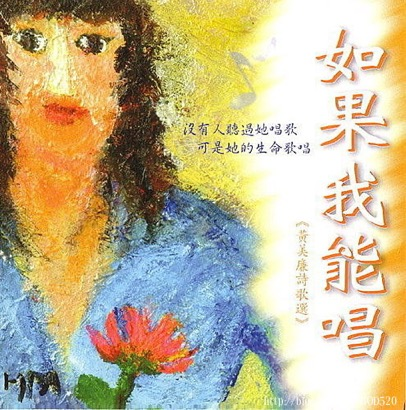 如果我能唱
沒有人聽過她唱歌
可是她的生命歌唱
《黃美廉詩歌選》